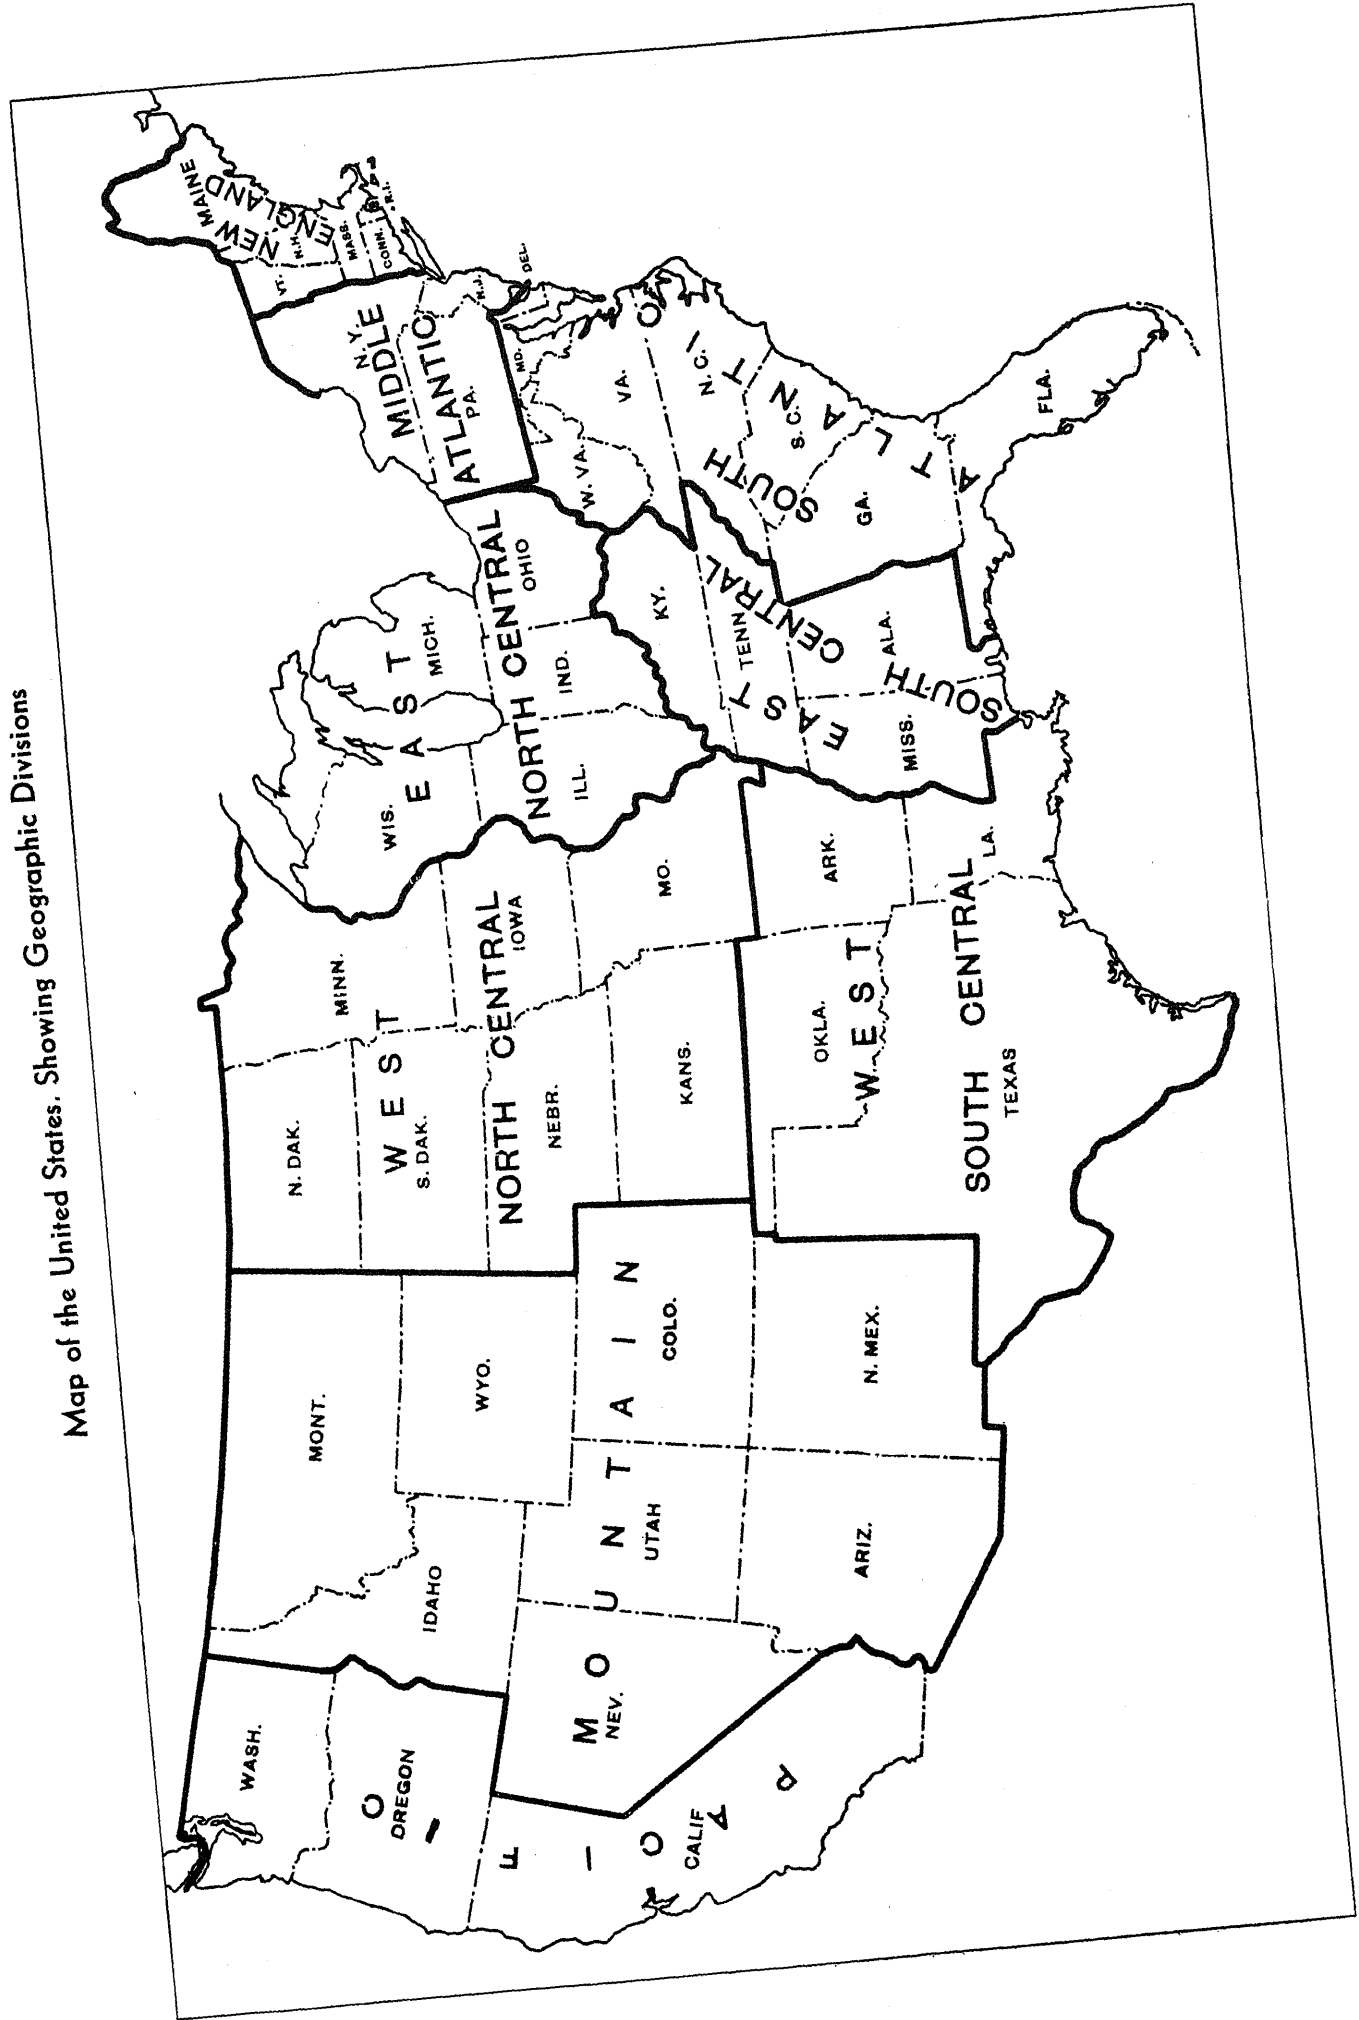 Map of the United States, Showing Geographic Divisions
WASH.
OREGON
CALIF
PACIFIC
MONT.
IDAHO
WYO.
NEV.
UTAH
COLO.
ARIZ.
N. MEX.
MOUNTAIN
N. DAK.
S. DAK.
MINN.
NEBR.
IOWA
KANS.
MO.
WEST
NORTH CENTRAL
OKLA.
ARK.
TEXAS
LA.
WEST
SOUTH CENTRAL
WIS.
MICH.
ILL.
IND.
OHIO
EAST
NORTH CENTRAL
KY.
TENN
MISS.
ALA.
EAST
SOUTH CENTRAL
W. VA.
VA.
MD.
DEL.
N. C.
S. C.
GA.
FLA.
SOUTH
ATLANTIC
N. Y.
PA.
N.J.
MIDDLE
ATLANTIC
MAINE
VT.
N.H.
MASS.
CONN.
R.I.
NEW
ENGLAND